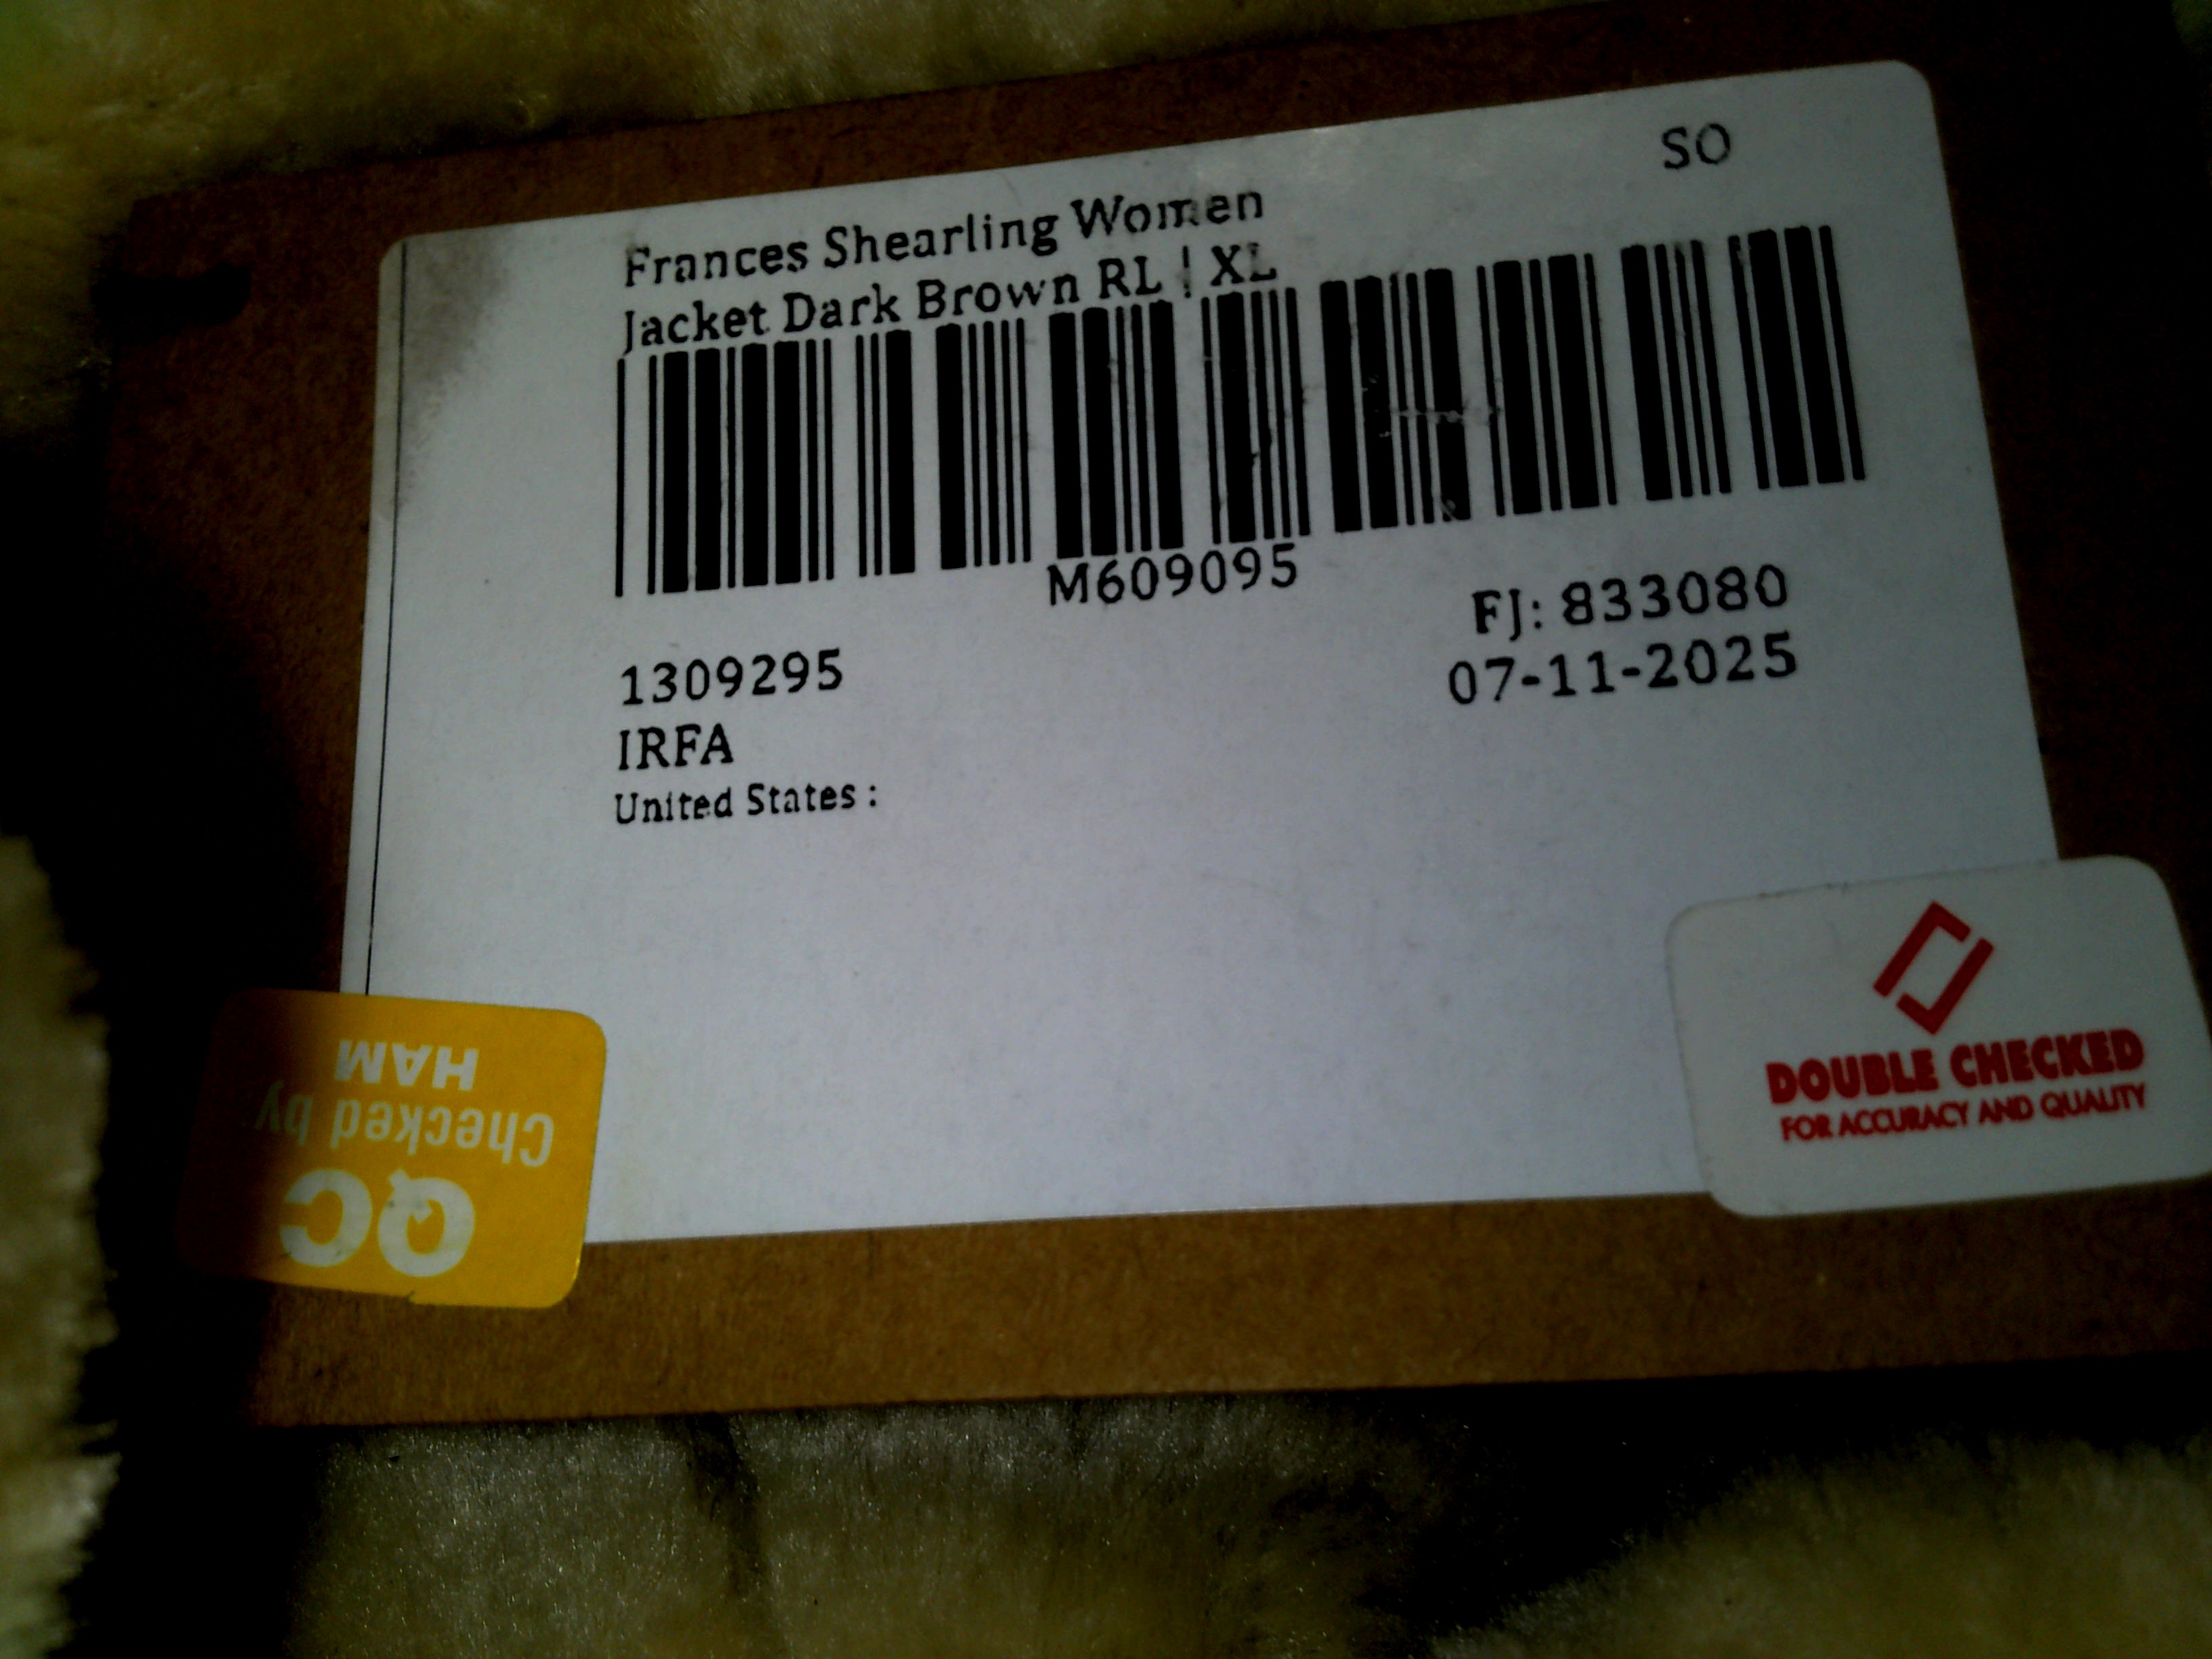 SO
Frances Shearling Women
Jacket Dark Brown RL | XL
M609095
FJ: 833080
1309295
07-11-2025
IRFA
United States :
QC
Checked by
HAM
DOUBLE CHECKED
FOR ACCURACY AND QUALITY